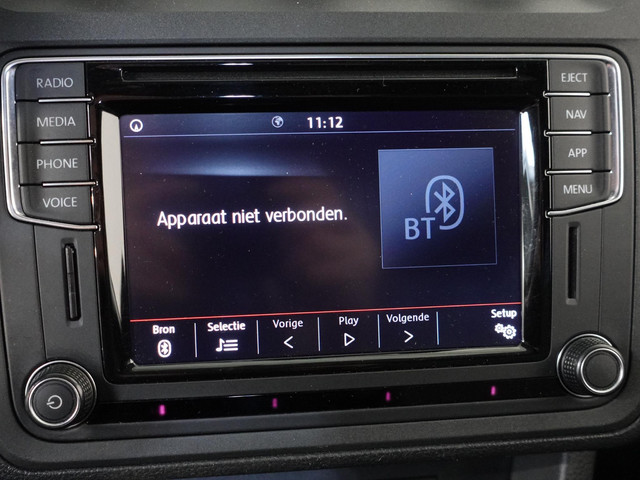 RADIO
MEDIA
PHONE
VOICE
EJECT
NAV
APP
MENU
11:12
Apparaat niet verbonden.
BT
Bron
Selectie
Vorige
Play
Volgende
Setup